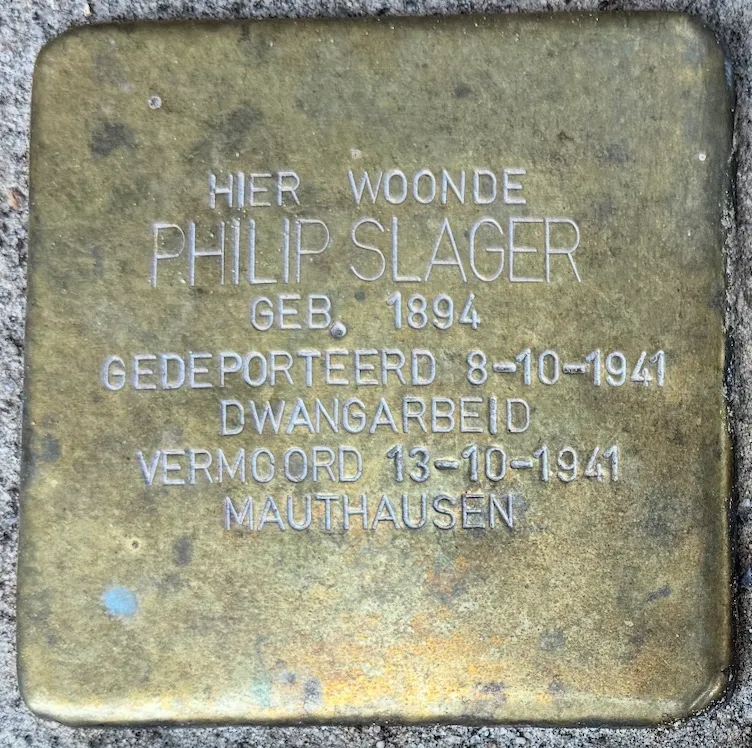 HIER WOONDE
PHILIP SLAGER
GEB. 1894
GEDEPORTEERD 8-10-1941
DWANGARBEID
VERMOORD 13-10-1941
MAUTHAUSEN